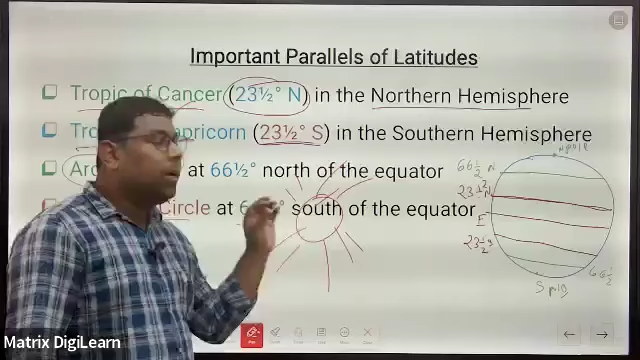 Important Parallels of Latitudes
Tropic of Cancer (23½° N) in the Northern Hemisphere
Capricorn (23½° S) in the Southern Hemisphere
at 66½° north of the equator
Circle at south of the equator
66½ N
23½ N
E
23½ S
66½
Matrix DigiLearn